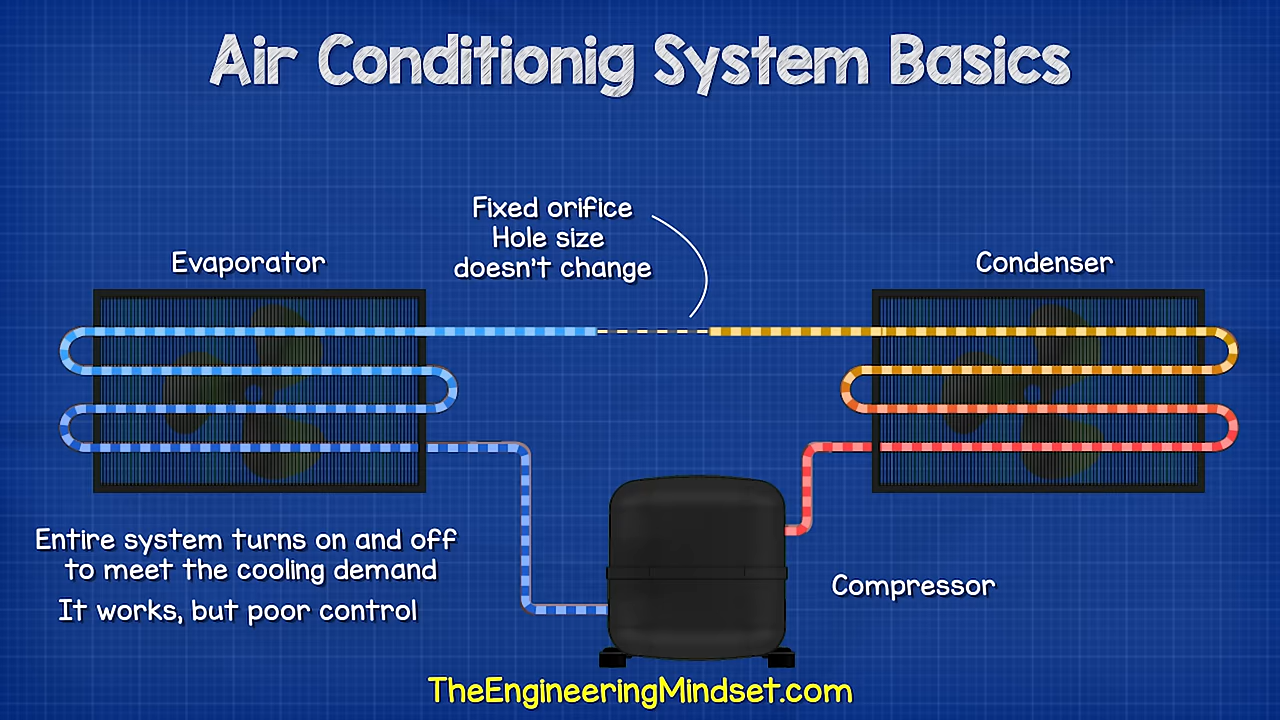 Air Conditionig System Basics
Fixed orifice
Hole size
doesn't change
Evaporator
Condenser
Entire system turns on and off
to meet the cooling demand
It works, but poor control
Compressor
TheEngineeringMindset.com